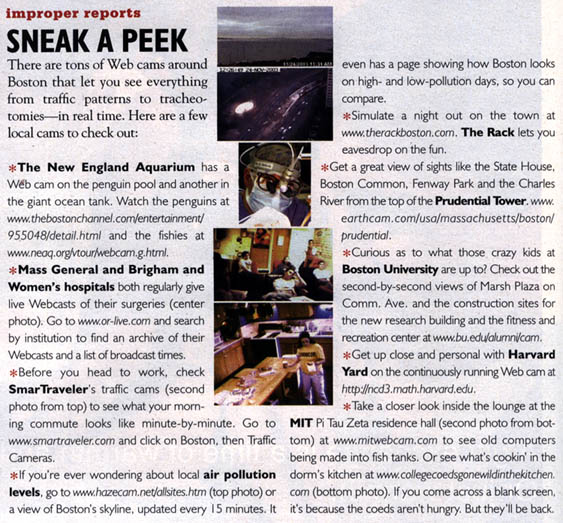 improper reports
SNEAK A PEEK
There are tons of Web cams around
Boston that let you see everything
from traffic patterns to tracheo-
tomies—in real time. Here are a few
local cams to check out:
*The New England Aquarium has a
Web cam on the penguin pool and another in
the giant ocean tank. Watch the penguins at
www.thebostonchannel.com/entertainment/
955048/detail.html and the fishies at
www.neaq.org/vtour/webcam.g.html.
*Mass General and Brigham and
Women's hospitals both regularly give
live Webcasts of their surgeries (center
photo). Go to www.or-live.com and search
by institution to find an archive of their
Webcasts and a list of broadcast times.
*Before you head to work, check
SmarTraveler's traffic cams (second
photo from top) to see what your morn-
ing commute looks like minute-by-minute. Go to
www.smartraveler.com and click on Boston, then Traffic
Cameras.
*If you're ever wondering about local air pollution
levels, go to www.hazecam.net/allsites.htm (top photo) or
a view of Boston's skyline, updated every 15 minutes. It
11/24/2003 11:31 AM
12:26:09 24-NOV-2003
even has a page showing how Boston looks
on high- and low-pollution days, so you can
compare.
*Simulate a night out on the town at
www.therackboston.com. The Rack lets you
eavesdrop on the fun.
*Get a great view of sights like the State House,
Boston Common, Fenway Park and the Charles
River from the top of the Prudential Tower. www.
earthcam.com/usa/massachusetts/boston/
prudential.
*Curious as to what those crazy kids at
Boston University are up to? Check out the
second-by-second views of Marsh Plaza on
Comm. Ave. and the construction sites for
the new research building and the fitness and
recreation center at www.bu.edu/alumni/cam.
*Get up close and personal with Harvard
Yard on the continuously running Web cam at
http://ncd3.math.harvard.edu.
*Take a closer look inside the lounge at the
MIT Pi Tau Zeta residence hall (second photo from bot-
tom) at www.mitwebcam.com to see old computers
being made into fish tanks. Or see what's cookin' in the
dorm's kitchen at www.collegecoedsgonewildinthekitchen.
com (bottom photo). If you come across a blank screen,
it's because the coeds aren't hungry. But they'll be back.